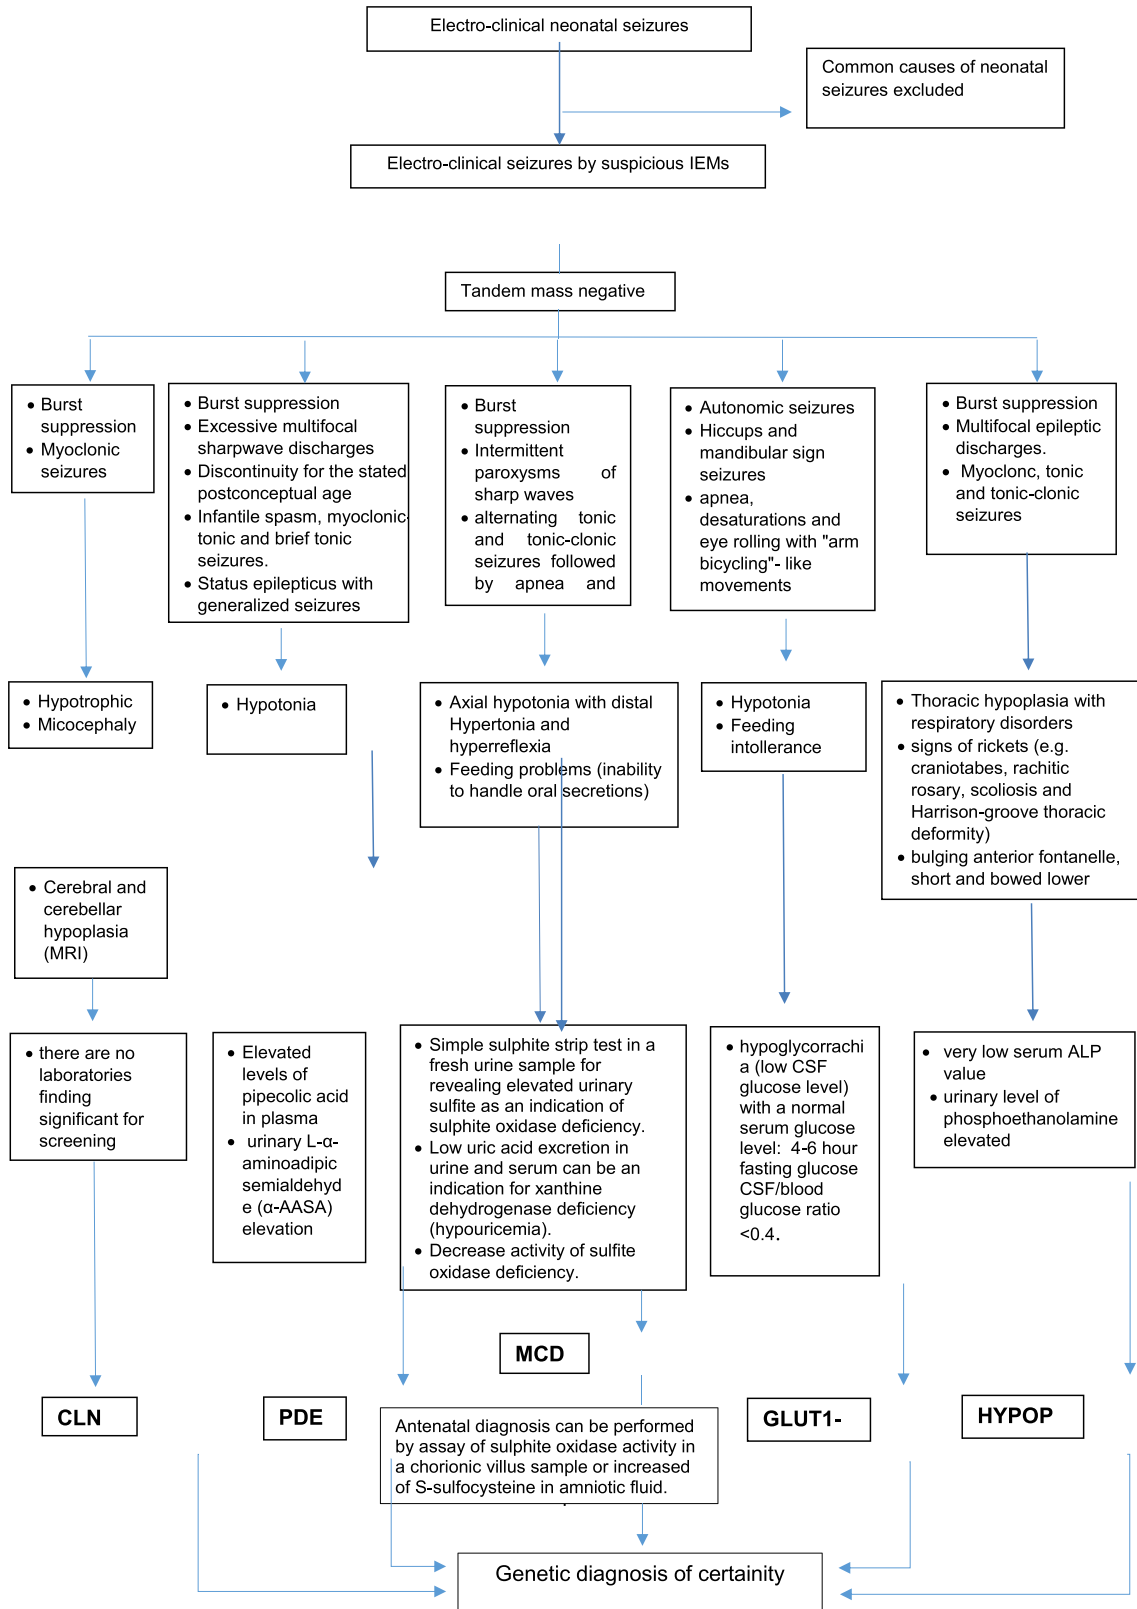 Electro-clinical neonatal seizures
Common causes of neonatal
seizures excluded
Electro-clinical seizures by suspicious IEMs
Tandem mass negative
• Burst
suppression
• Myoclonic
seizures
• Burst suppression
• Excessive multifocal
sharpwave discharges
• Discontinuity for the stated
postconceptual age
• Infantile spasm, myoclonic-
tonic and brief tonic
seizures.
• Status epilepticus with
generalized seizures
• Burst
suppression
• Intermittent
paroxysms of
sharp waves
• alternating tonic
and tonic-clonic
seizures followed
by apnea and
• Autonomic seizures
• Hiccups and
mandibular sign
seizures
• apnea,
desaturations and
eye rolling with "arm
bicycling"- like
movements
• Burst suppression
• Multifocal epileptic
discharges.
• Myoclonc, tonic
and tonic-clonic
seizures
• Hypotrophic
• Micocephaly
• Hypotonia
• Axial hypotonia with distal
Hypertonia and
hyperreflexia
• Feeding problems (inability
to handle oral secretions)
• Hypotonia
• Feeding
intollerance
• Thoracic hypoplasia with
respiratory disorders
• signs of rickets (e.g.
craniotabes, rachitic
rosary, scoliosis and
Harrison-groove thoracic
deformity)
• bulging anterior fontanelle,
short and bowed lower
• Cerebral and
cerebellar
hypoplasia
(MRI)
• there are no
laboratories
finding
significant for
screening
• Elevated
levels of
pipecolic acid
in plasma
• urinary L-α-
aminoadipic
semialdehyd
e (α-AASA)
elevation
• Simple sulphite strip test in a
fresh urine sample for
revealing elevated urinary
sulfite as an indication of
sulphite oxidase deficiency.
• Low uric acid excretion in
urine and serum can be an
indication for xanthine
dehydrogenase deficiency
(hypouricemia).
• Decrease activity of sulfite
oxidase deficiency.
• hypoglycorrachi
a (low CSF
glucose level)
with a normal
serum glucose
level: 4-6 hour
fasting glucose
CSF/blood
glucose ratio
<0.4.
• very low serum ALP
value
• urinary level of
phosphoethanolamine
elevated
MCD
CLN
PDE
GLUT1-
HYPOP
Antenatal diagnosis can be performed
by assay of sulphite oxidase activity in
a chorionic villus sample or increased
of S-sulfocysteine in amniotic fluid.
Genetic diagnosis of certainity